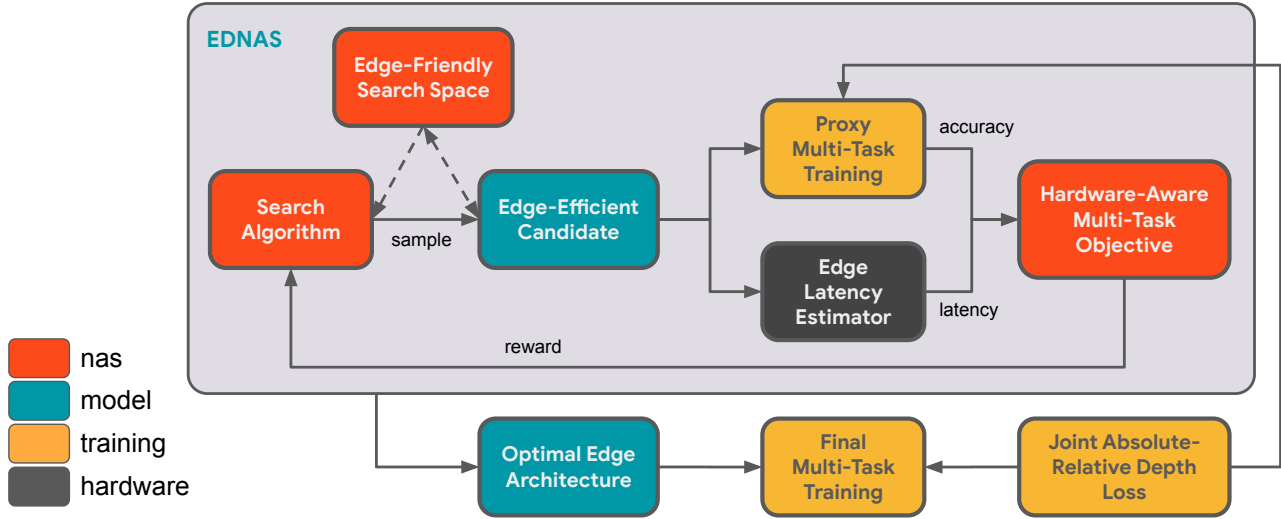 EDNAS
Edge-Friendly
Search Space
Search
Algorithm
sample
Edge-Efficient
Candidate
Proxy
Multi-Task
Training
accuracy
Edge
Latency
Estimator
latency
Hardware-Aware
Multi-Task
Objective
reward
nas
model
training
hardware
Optimal Edge
Architecture
Final
Multi-Task
Training
Joint Absolute-
Relative Depth
Loss